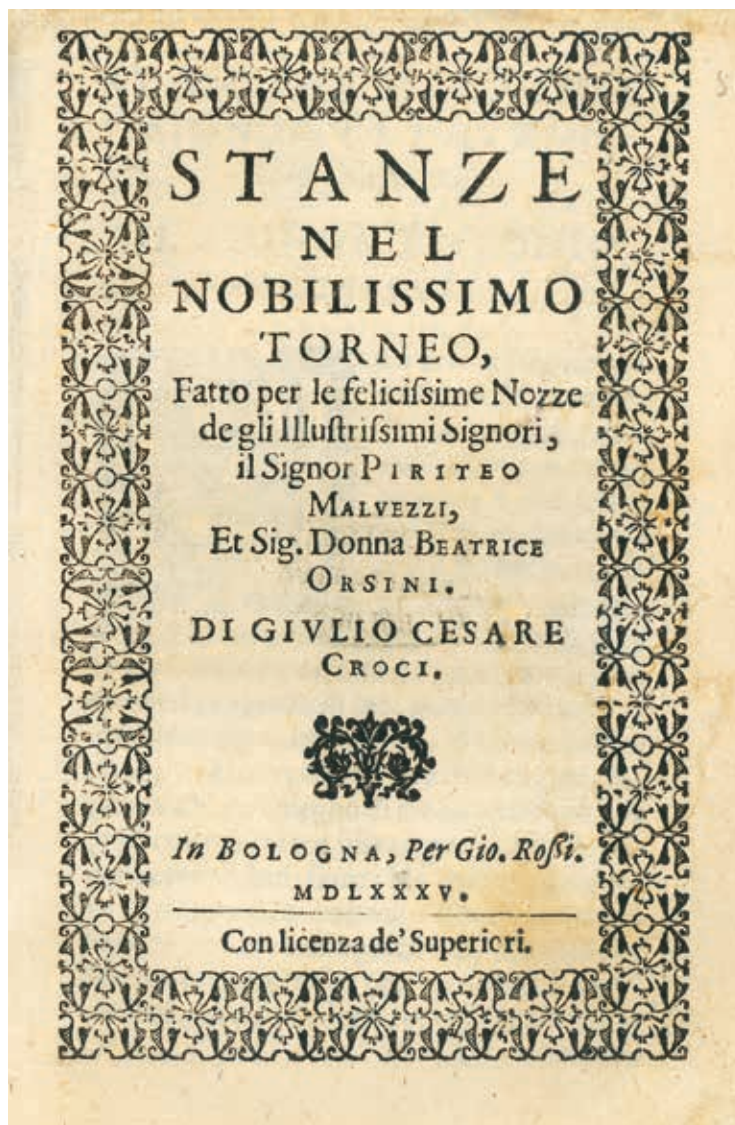 STANZE
NEL
NOBILISSIMO
TORNEO,
Fatto per le feliciſsime Nozze
de gli Illuſtriſsimi Signori,
il Signor PIRITEO
MALVEZZI,
Et Sig. Donna BEATRICE
ORSINI.
DI GIVLIO CESARE
CROCI.
In BOLOGNA, Per Gio. Roßi.
MDLXXXV.
Con licenza de' Superiori.